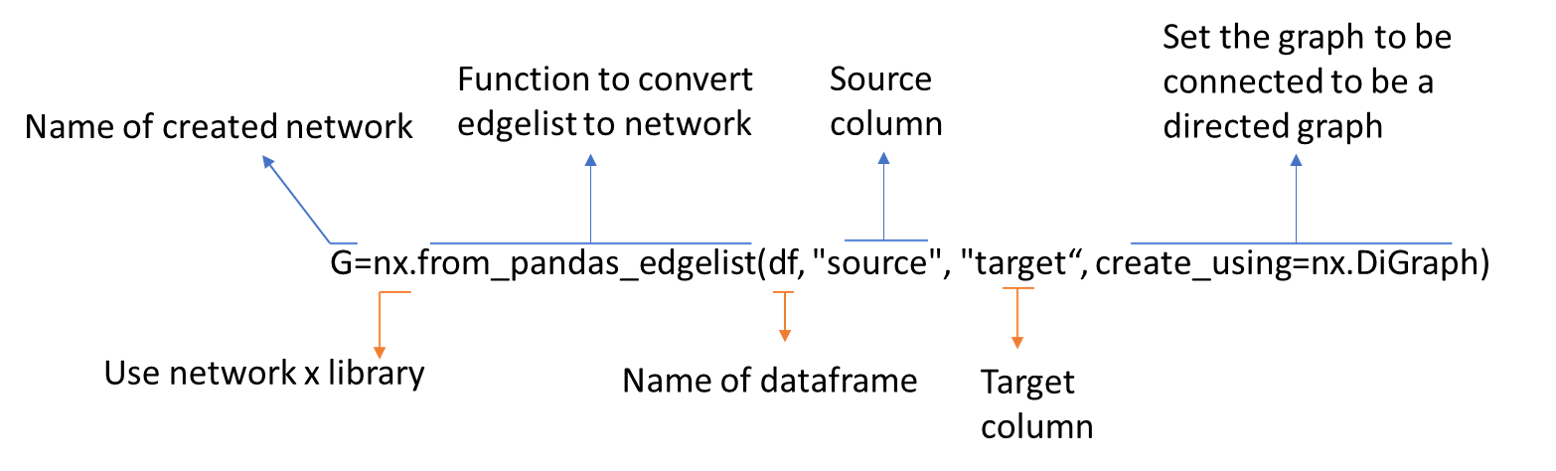 Set the graph to be
connected to be a
directed graph
Function to convert
edgelist to network
Source
column
Name of created network
G=nx.from_pandas_edgelist(df, "source", "target“, create_using=nx.DiGraph)
Use network x library
Name of dataframe
Target
column